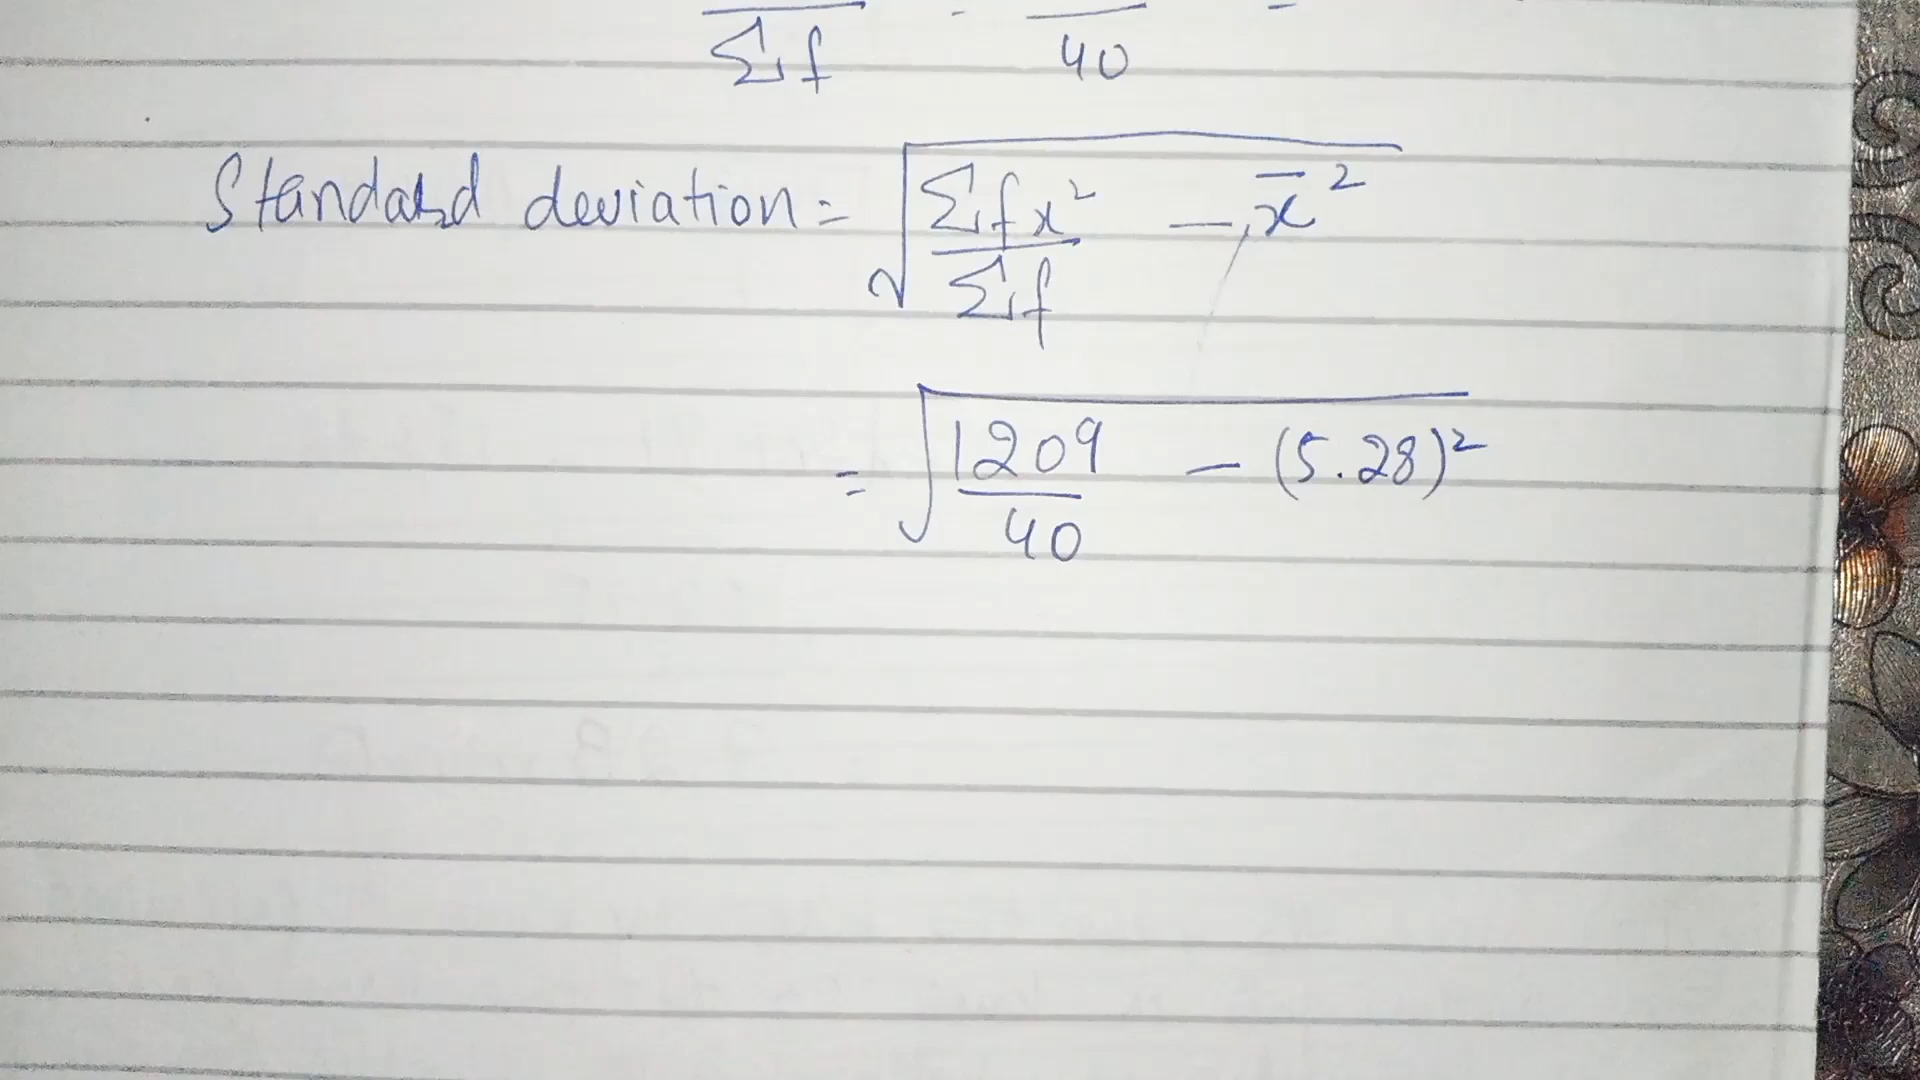 Σf - 40 =
Standard deviation = √ Σfx² / Σf - x̄²
= √ 1209 / 40 - (5.28)²